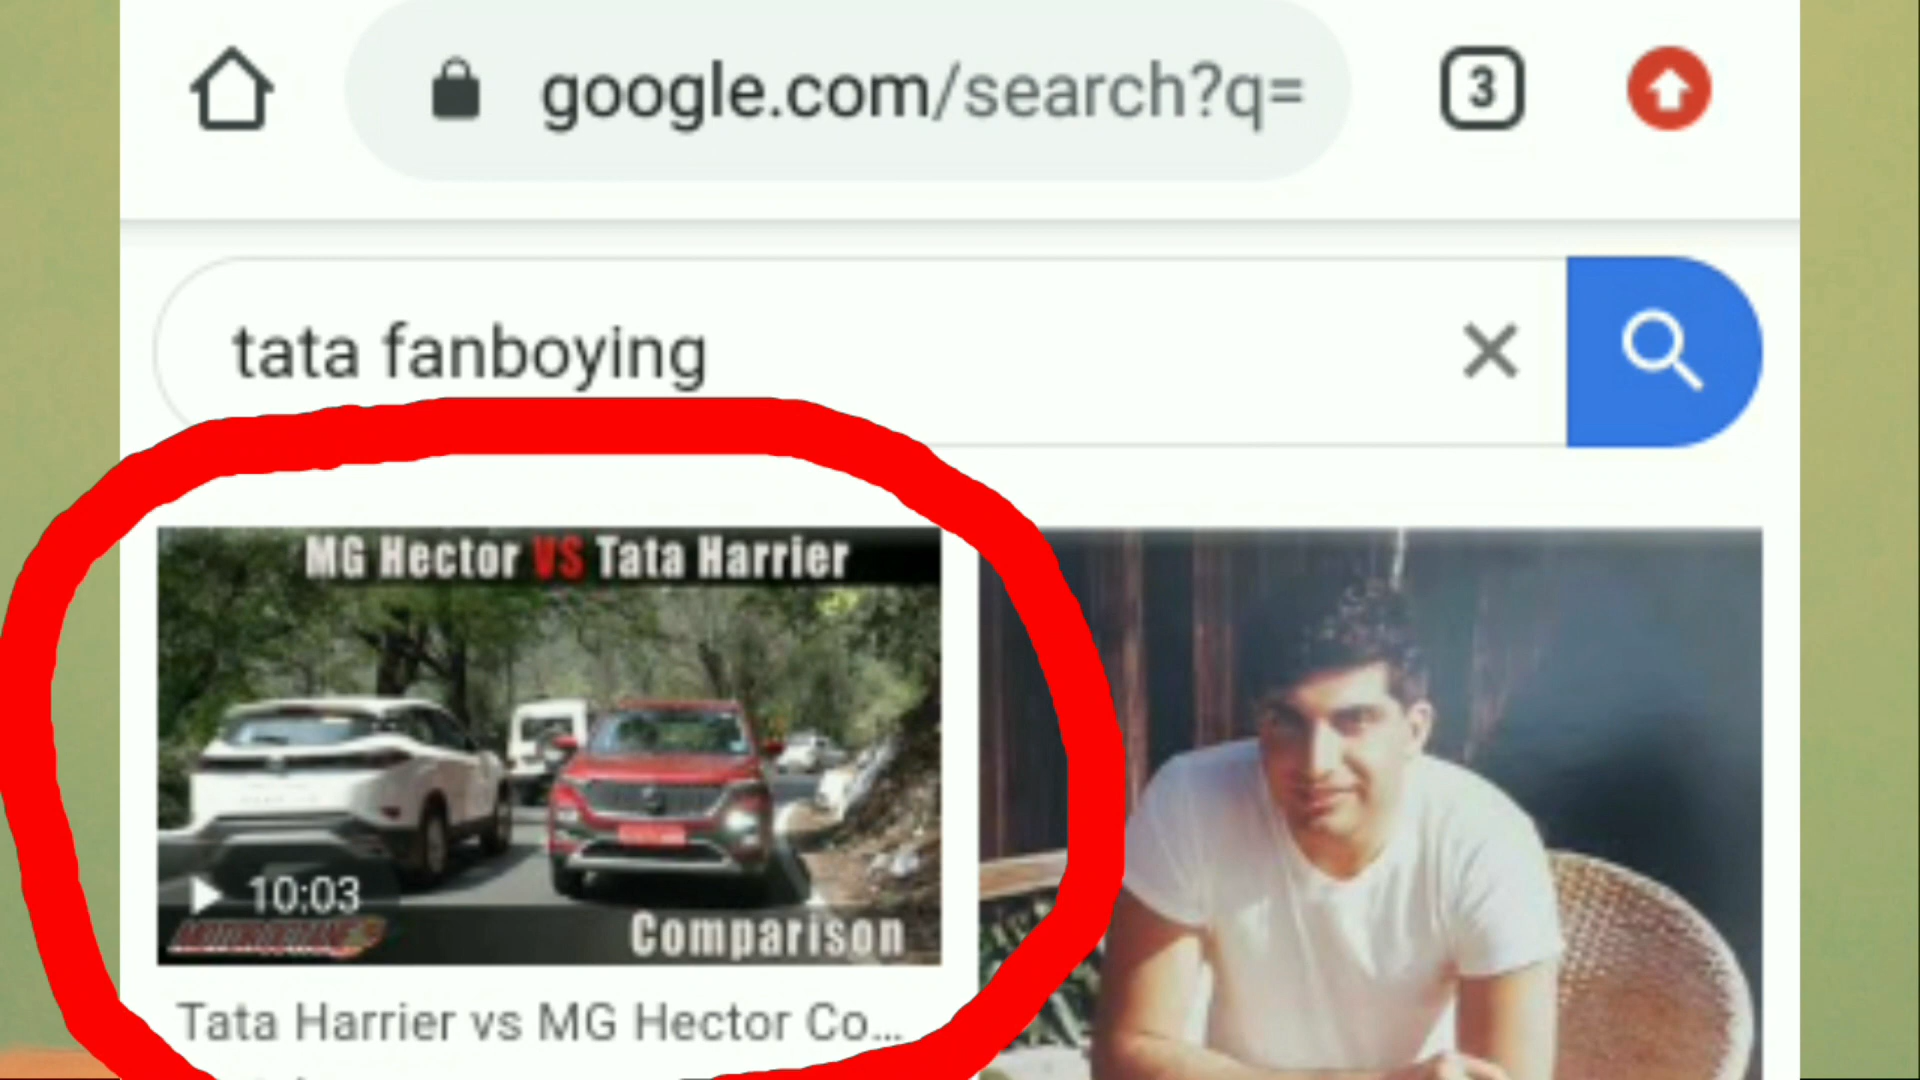 google.com/search?q=
3
tata fanboying
MG Hector VS Tata Harrier
10:03
Comparison
Tata Harrier vs MG Hector Co...